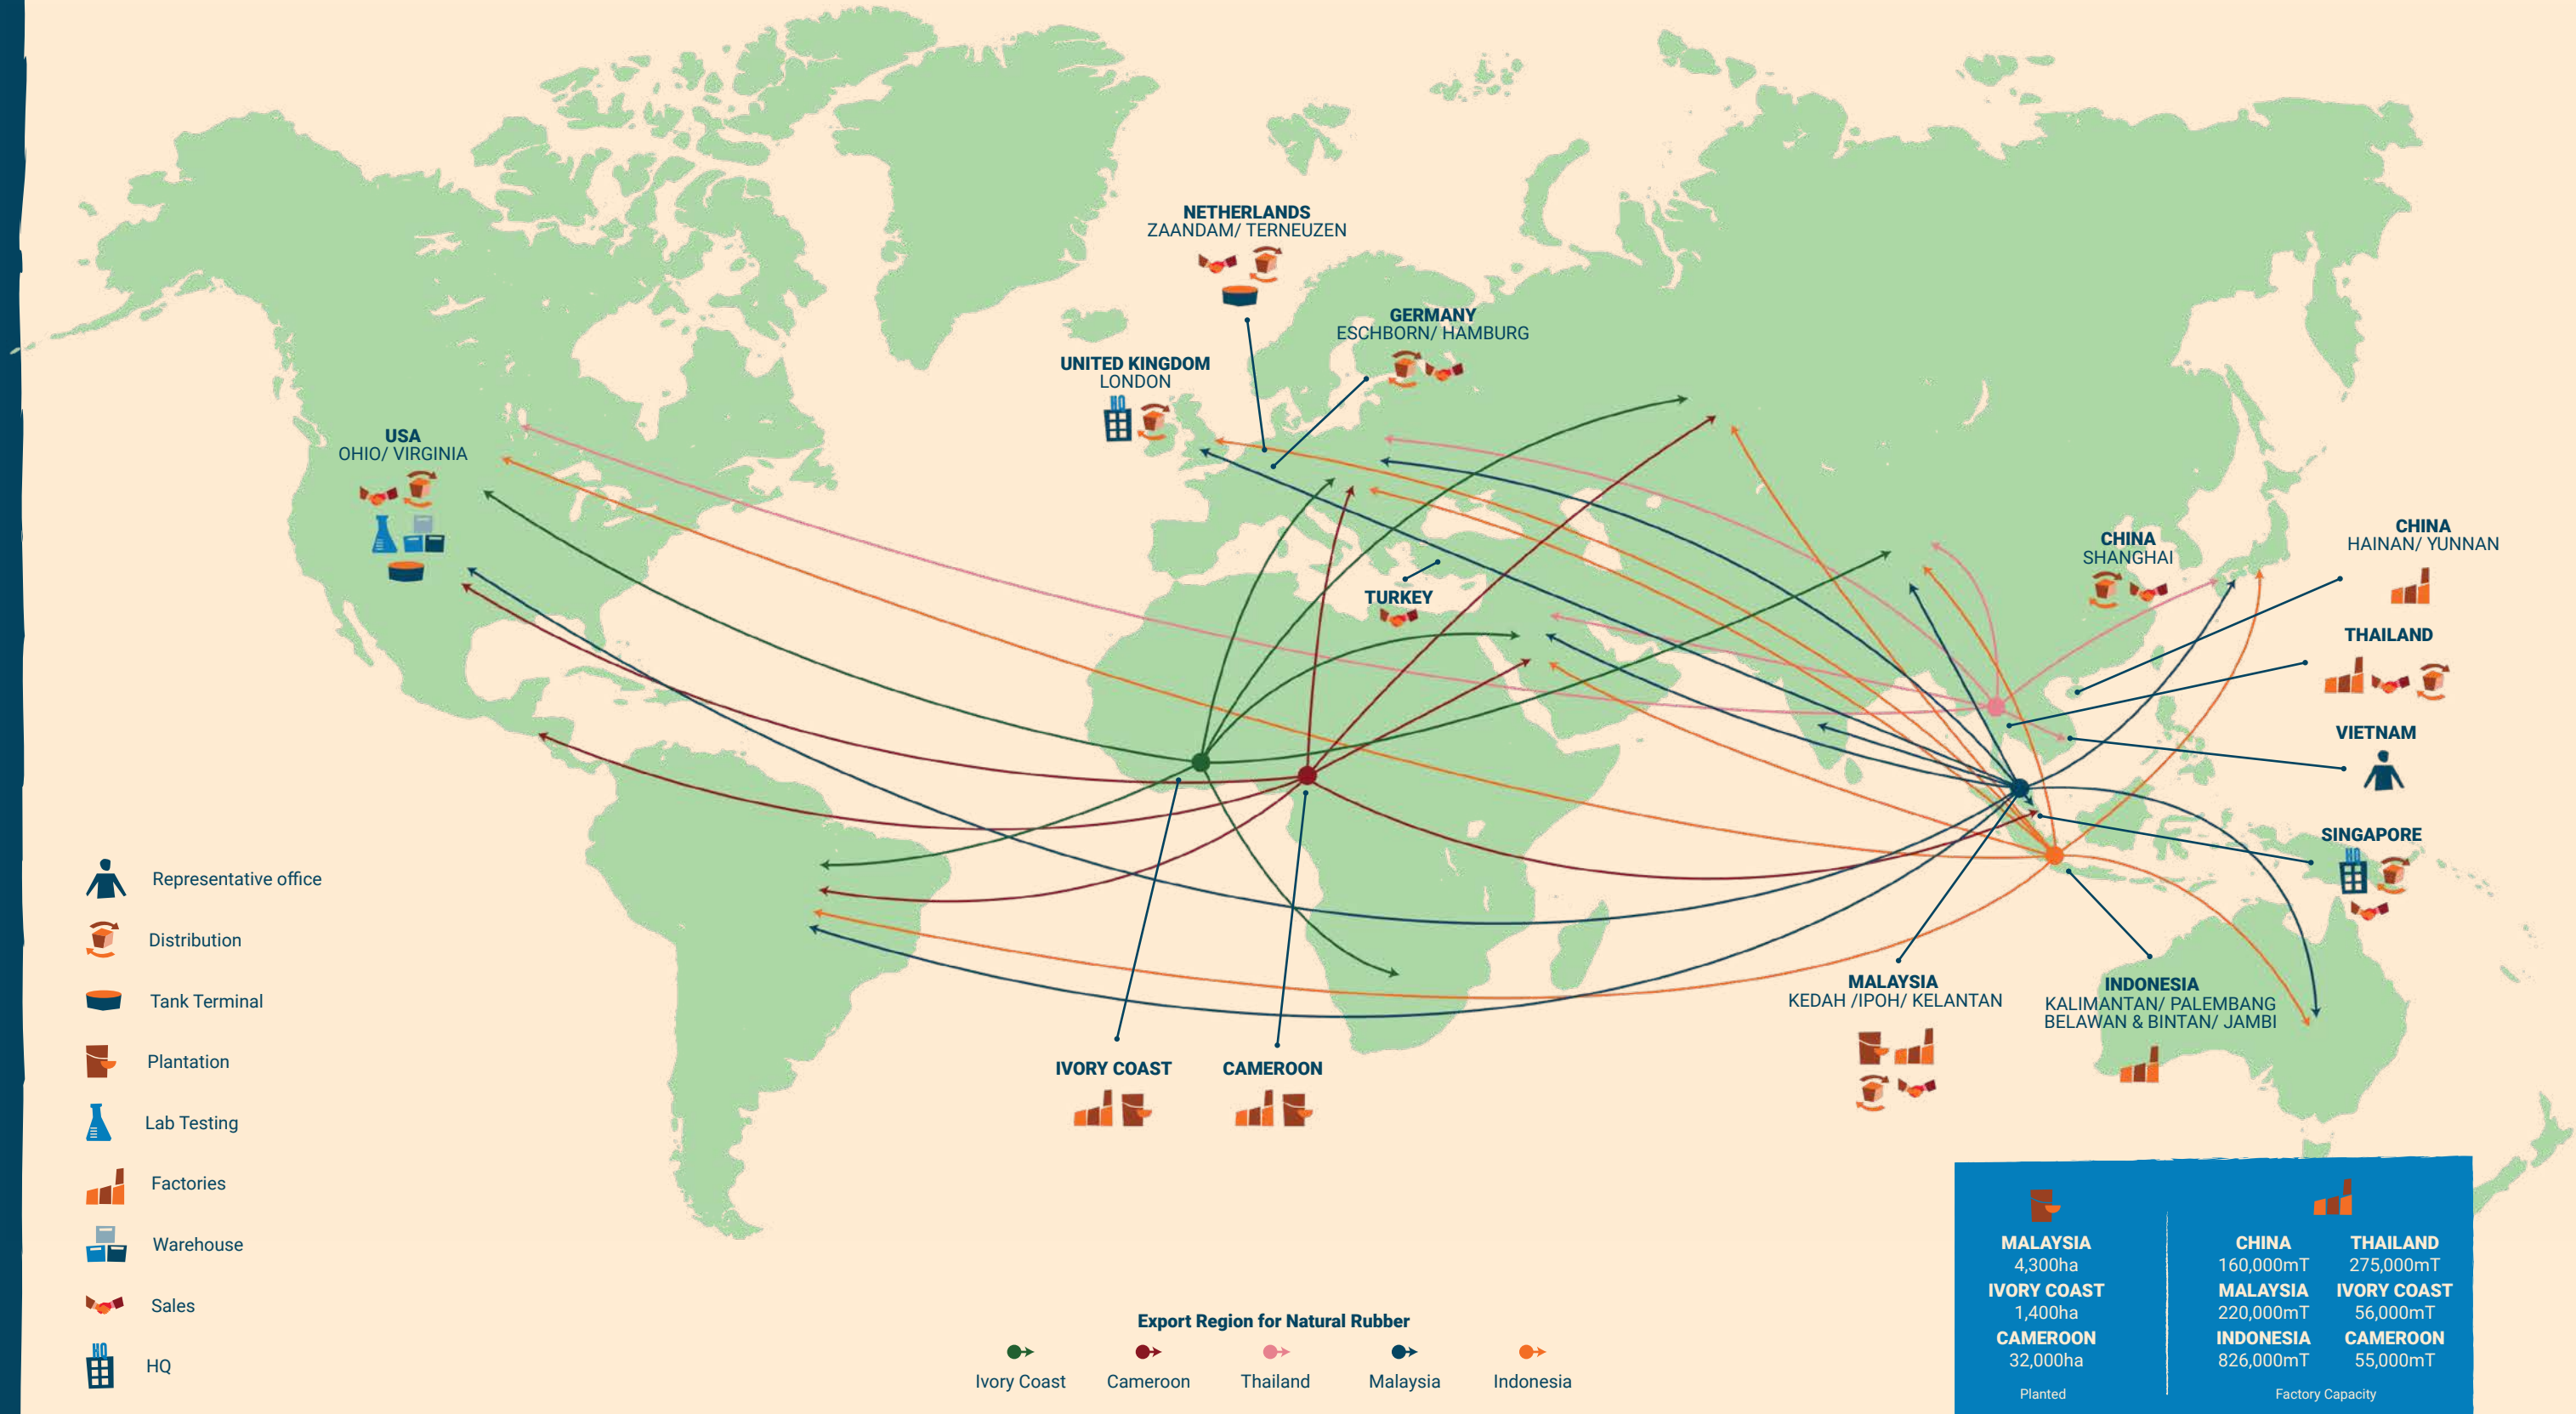 NETHERLANDS
ZAANDAM/ TERNEUZEN
GERMANY
ESCHBORN/ HAMBURG
UNITED KINGDOM
LONDON
HQ
USA
OHIO/ VIRGINIA
TURKEY
CHINA
SHANGHAI
CHINA
HAINAN/ YUNNAN
THAILAND
VIETNAM
SINGAPORE
HQ
MALAYSIA
KEDAH /IPOH/ KELANTAN
INDONESIA
KALIMANTAN/ PALEMBANG
BELAWAN & BINTAN/ JAMBI
IVORY COAST
CAMEROON
Representative office
Distribution
Tank Terminal
Plantation
Lab Testing
Factories
Warehouse
Sales
HQ
HQ
Export Region for Natural Rubber
Ivory Coast
Cameroon
Thailand
Malaysia
Indonesia
MALAYSIA
4,300ha
IVORY COAST
1,400ha
CAMEROON
32,000ha
Planted
CHINA THAILAND
160,000mT 275,000mT
MALAYSIA IVORY COAST
220,000mT 56,000mT
INDONESIA CAMEROON
826,000mT 55,000mT
Factory Capacity